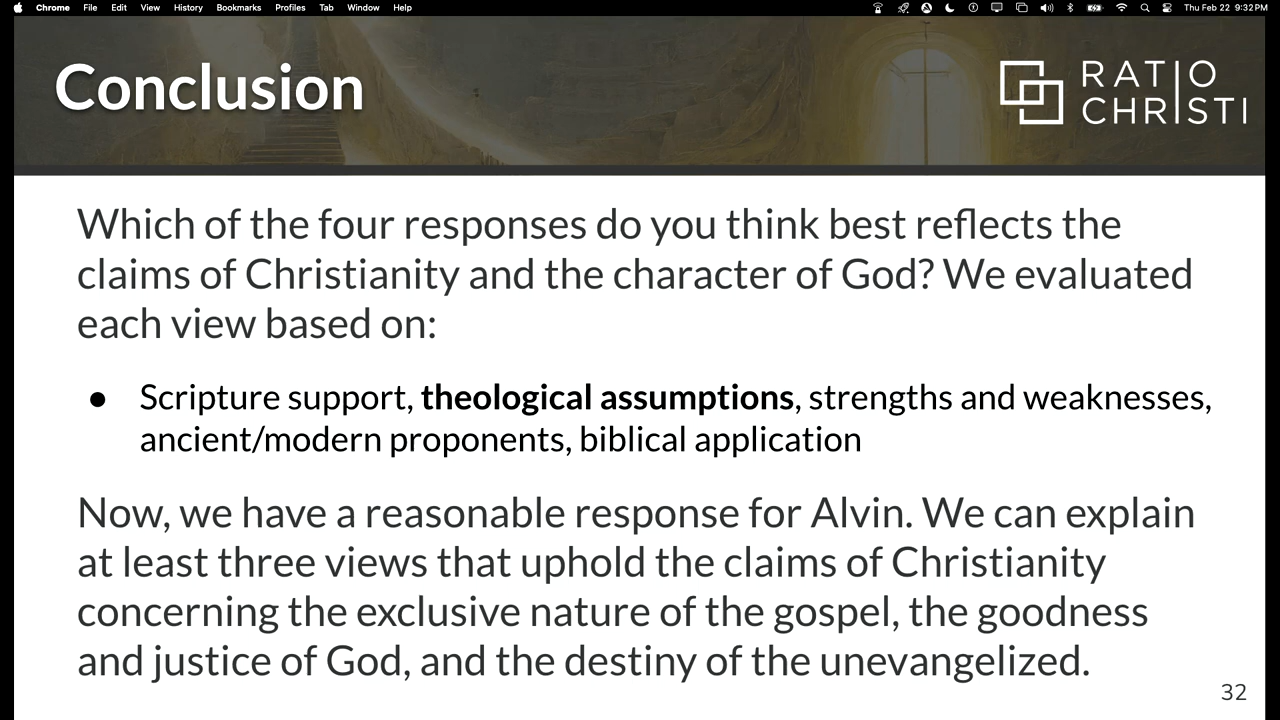 Chrome File Edit View History Bookmarks Profiles Tab Window Help Thu Feb 22 9:32 PM
Conclusion
RATIO
CHRISTI
Which of the four responses do you think best reflects the
claims of Christianity and the character of God? We evaluated
each view based on:
● Scripture support, theological assumptions, strengths and weaknesses,
ancient/modern proponents, biblical application
Now, we have a reasonable response for Alvin. We can explain
at least three views that uphold the claims of Christianity
concerning the exclusive nature of the gospel, the goodness
and justice of God, and the destiny of the unevangelized.
32